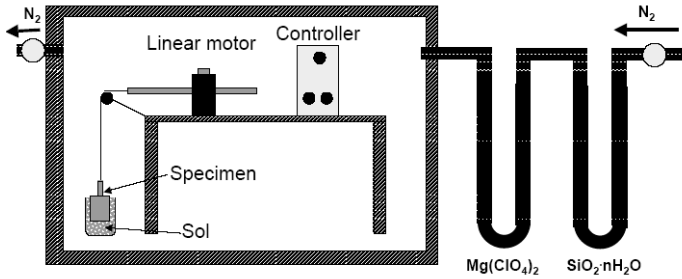 N₂
N₂
Linear motor
Controller
Specimen
Sol
Mg(ClO₄)₂
SiO₂·nH₂O